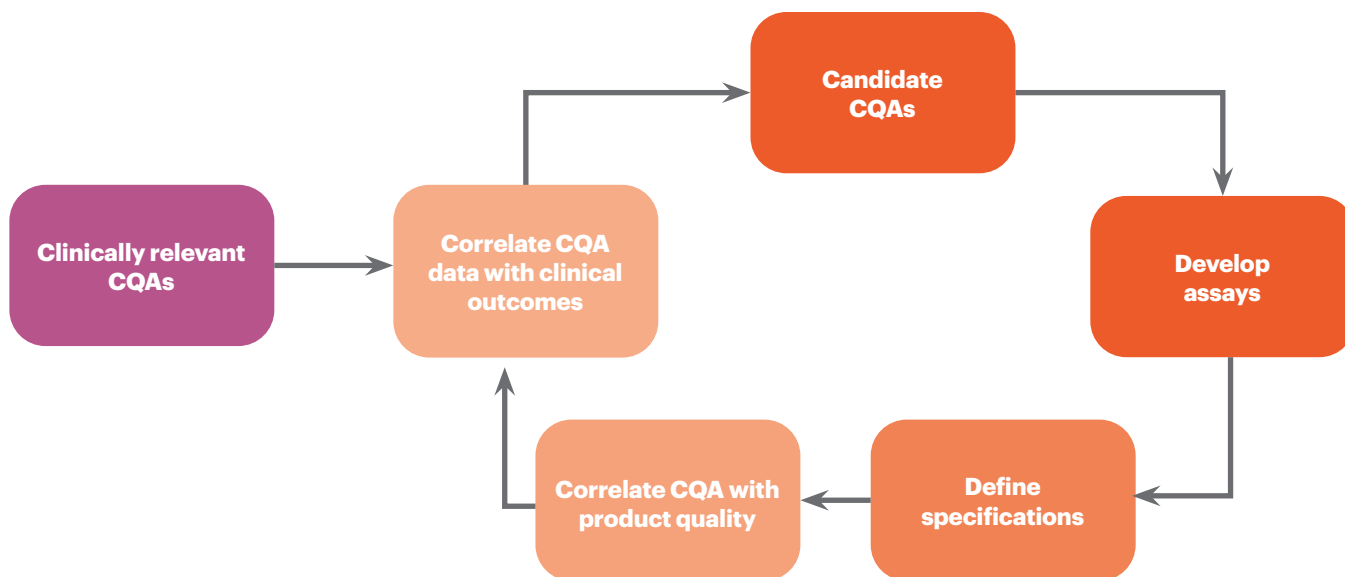 Candidate
CQAs
Clinically relevant
CQAs
Correlate CQA
data with clinical
outcomes
Develop
assays
Correlate CQA with
product quality
Define
specifications